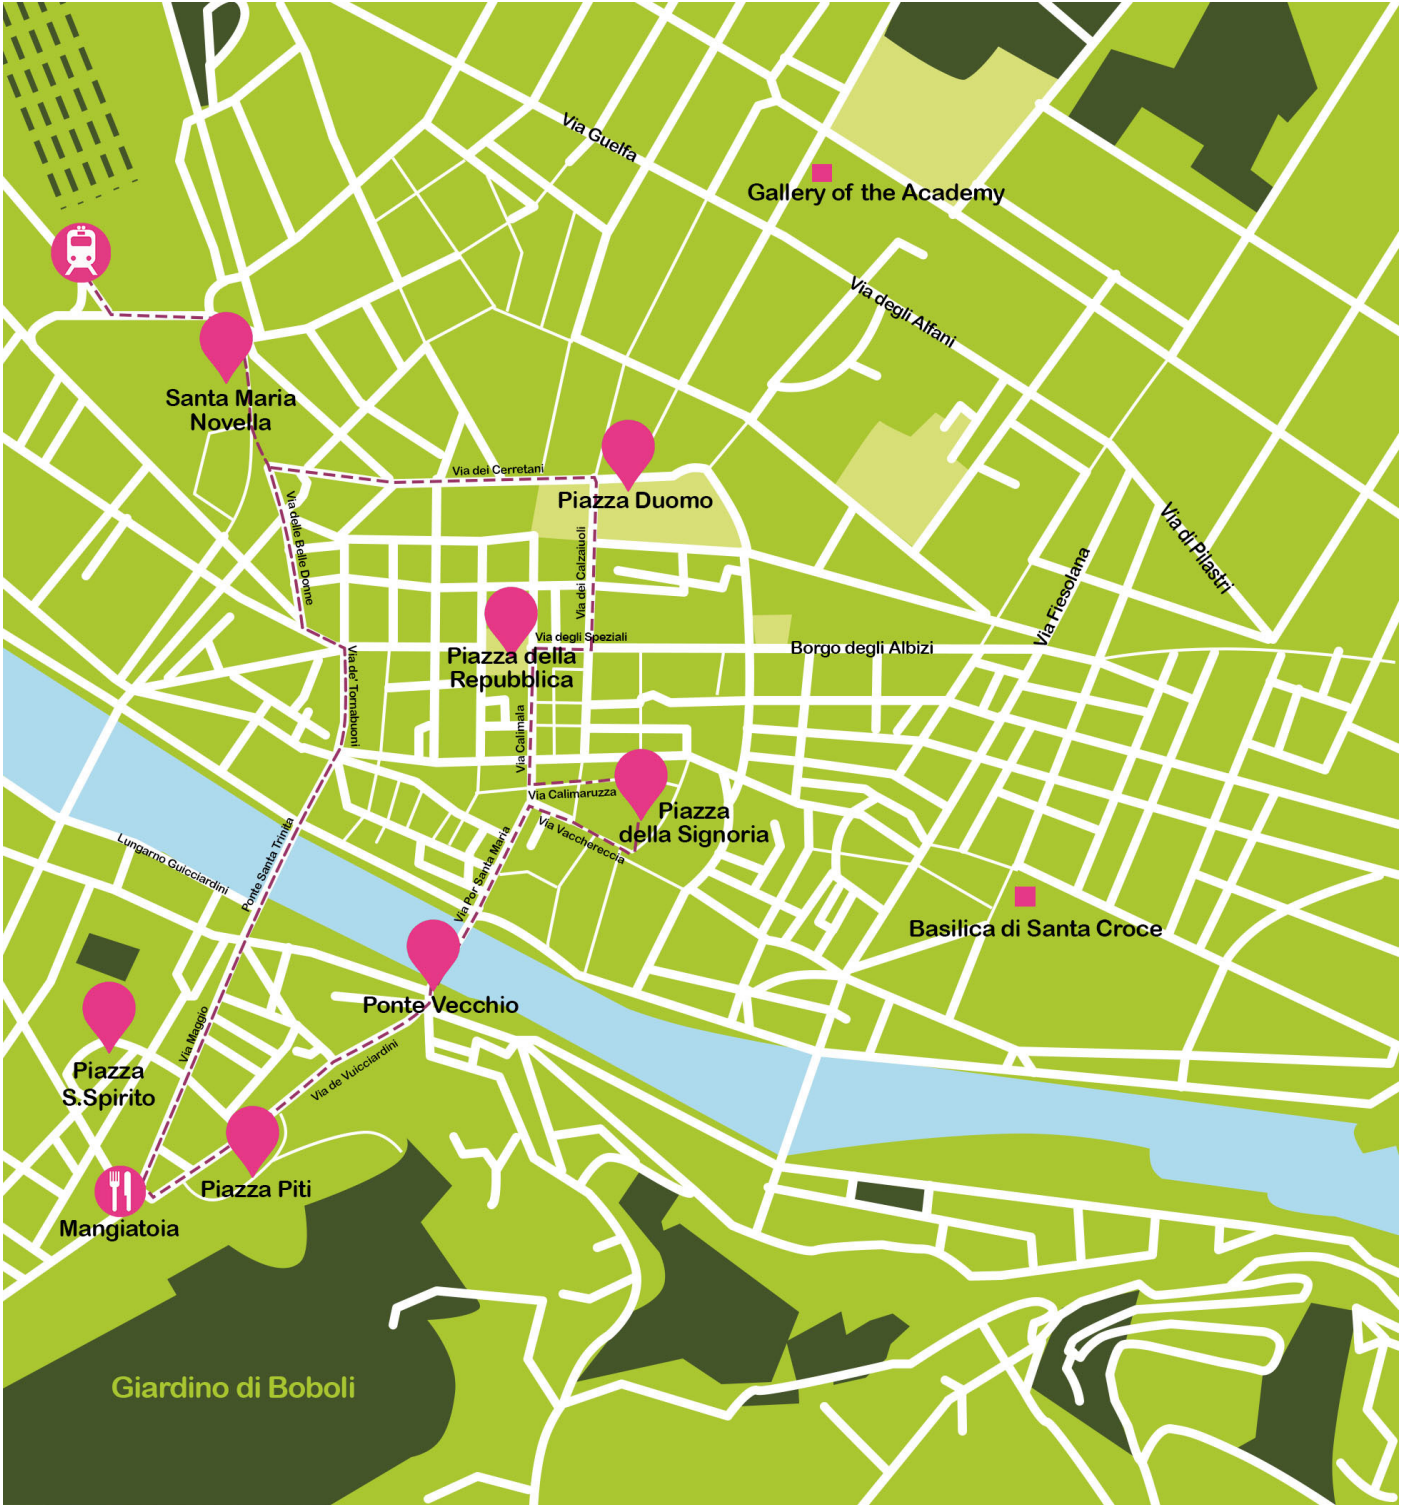 Via Guelfa
Gallery of the Academy
Via degli Alfani
Santa Maria
Novella
Via dei Cerretani
Piazza Duomo
Via delle Belle Donne
Via dei Calzaiuoli
Via di Pilastri
Via Fiesolana
Via degli Speziali
Borgo degli Albizi
Piazza della
Repubblica
Via de' Tornabuoni
Via Calimala
Via Calimaruzza
Piazza
della Signoria
Via Vacchereccia
Lungarno Guicciardini
Ponte Santa Trinita
Via Por Santa Maria
Basilica di Santa Croce
Ponte Vecchio
Via Maggio
Piazza
S.Spirito
Via de Vuicciardini
Piazza Piti
Mangiatoia
Giardino di Boboli